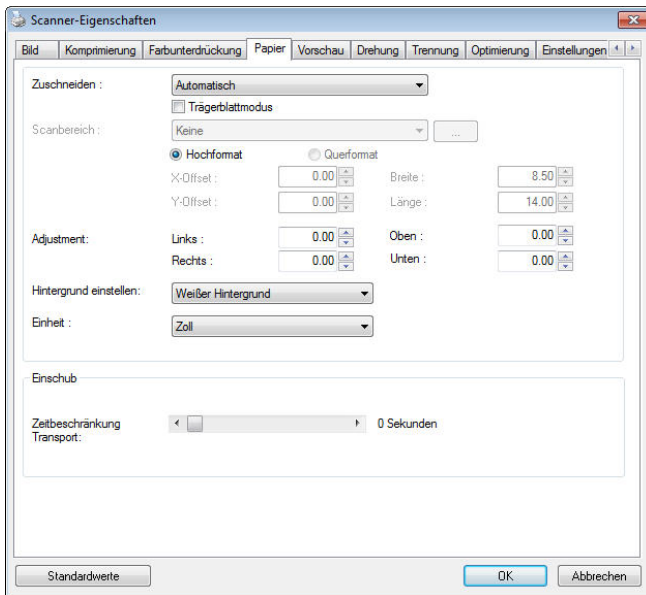 Scanner-Eigenschaften
Bild Komprimierung Farbunterdrückung Papier Vorschau Drehung Trennung Optimierung Einstellungen
Zuschneiden : Automatisch
Trägerblattmodus
Scanbereich : Keine ...
Hochformat Querformat
X-Offset : 0.00 Breite : 8.50
Y-Offset : 0.00 Länge : 14.00
Adjustment: Links : 0.00 Oben : 0.00
Rechts : 0.00 Unten : 0.00
Hintergrund einstellen: Weißer Hintergrund
Einheit : Zoll
Einschub
Zeitbeschränkung Transport: 0 Sekunden
Standardwerte OK Abbrechen